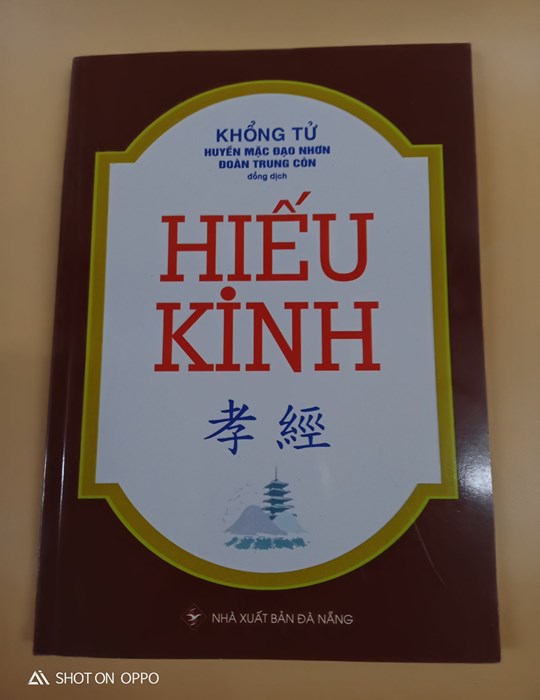 KHỔNG TỬ
HUYỀN MẶC ĐẠO NHƠN
ĐOÀN TRUNG CÒN
đồng dịch
HIẾU
KINH
孝經
NHÀ XUẤT BẢN ĐÀ NẴNG
SHOT ON OPPO